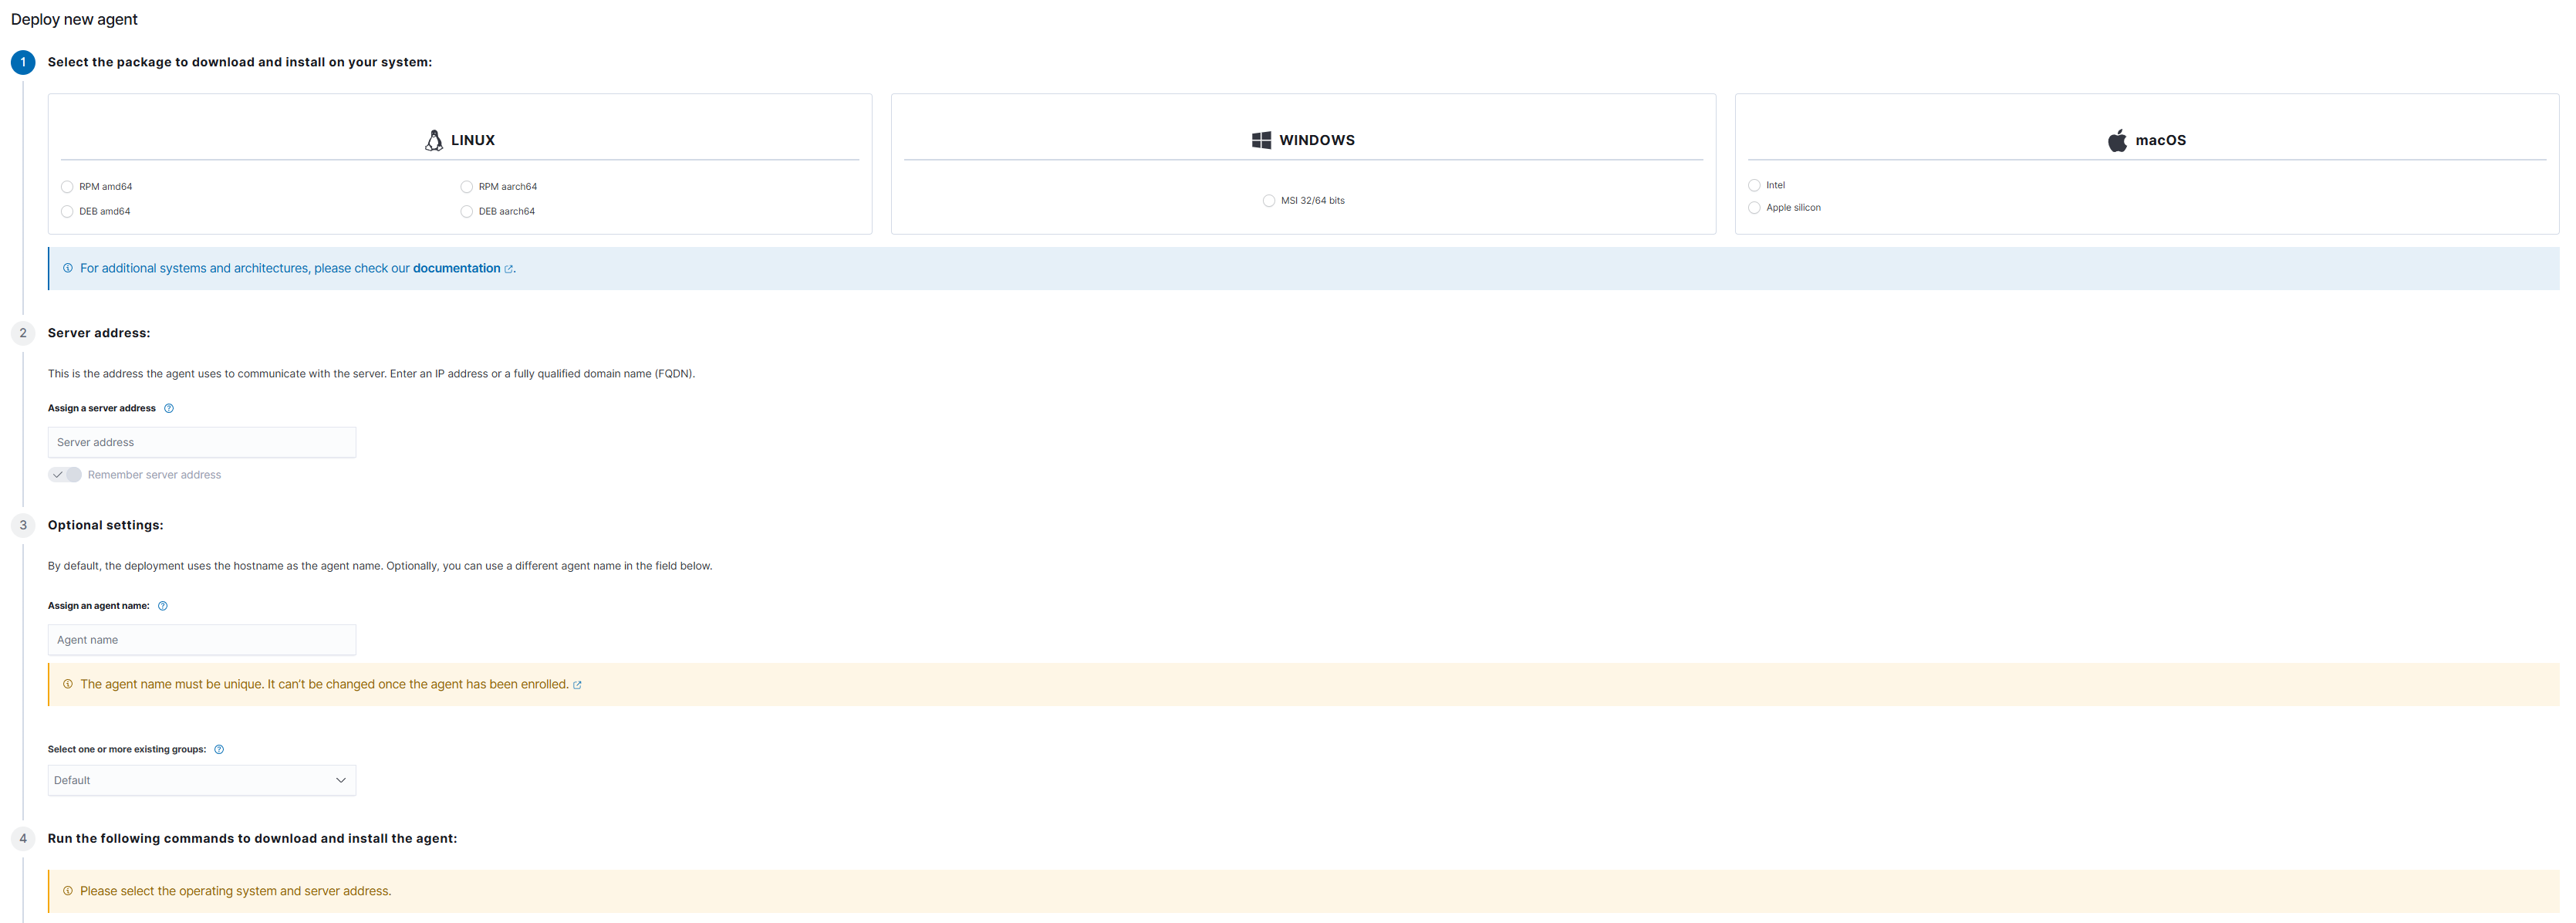 Deploy new agent
1 Select the package to download and install on your system:
LINUX
RPM amd64 RPM aarch64
DEB amd64 DEB aarch64
WINDOWS
MSI 32/64 bits
macOS
Intel
Apple silicon
For additional systems and architectures, please check our documentation.
2 Server address:
This is the address the agent uses to communicate with the server. Enter an IP address or a fully qualified domain name (FQDN).
Assign a server address
Server address
Remember server address
3 Optional settings:
By default, the deployment uses the hostname as the agent name. Optionally, you can use a different agent name in the field below.
Assign an agent name:
Agent name
The agent name must be unique. It can't be changed once the agent has been enrolled.
Select one or more existing groups:
Default
4 Run the following commands to download and install the agent:
Please select the operating system and server address.